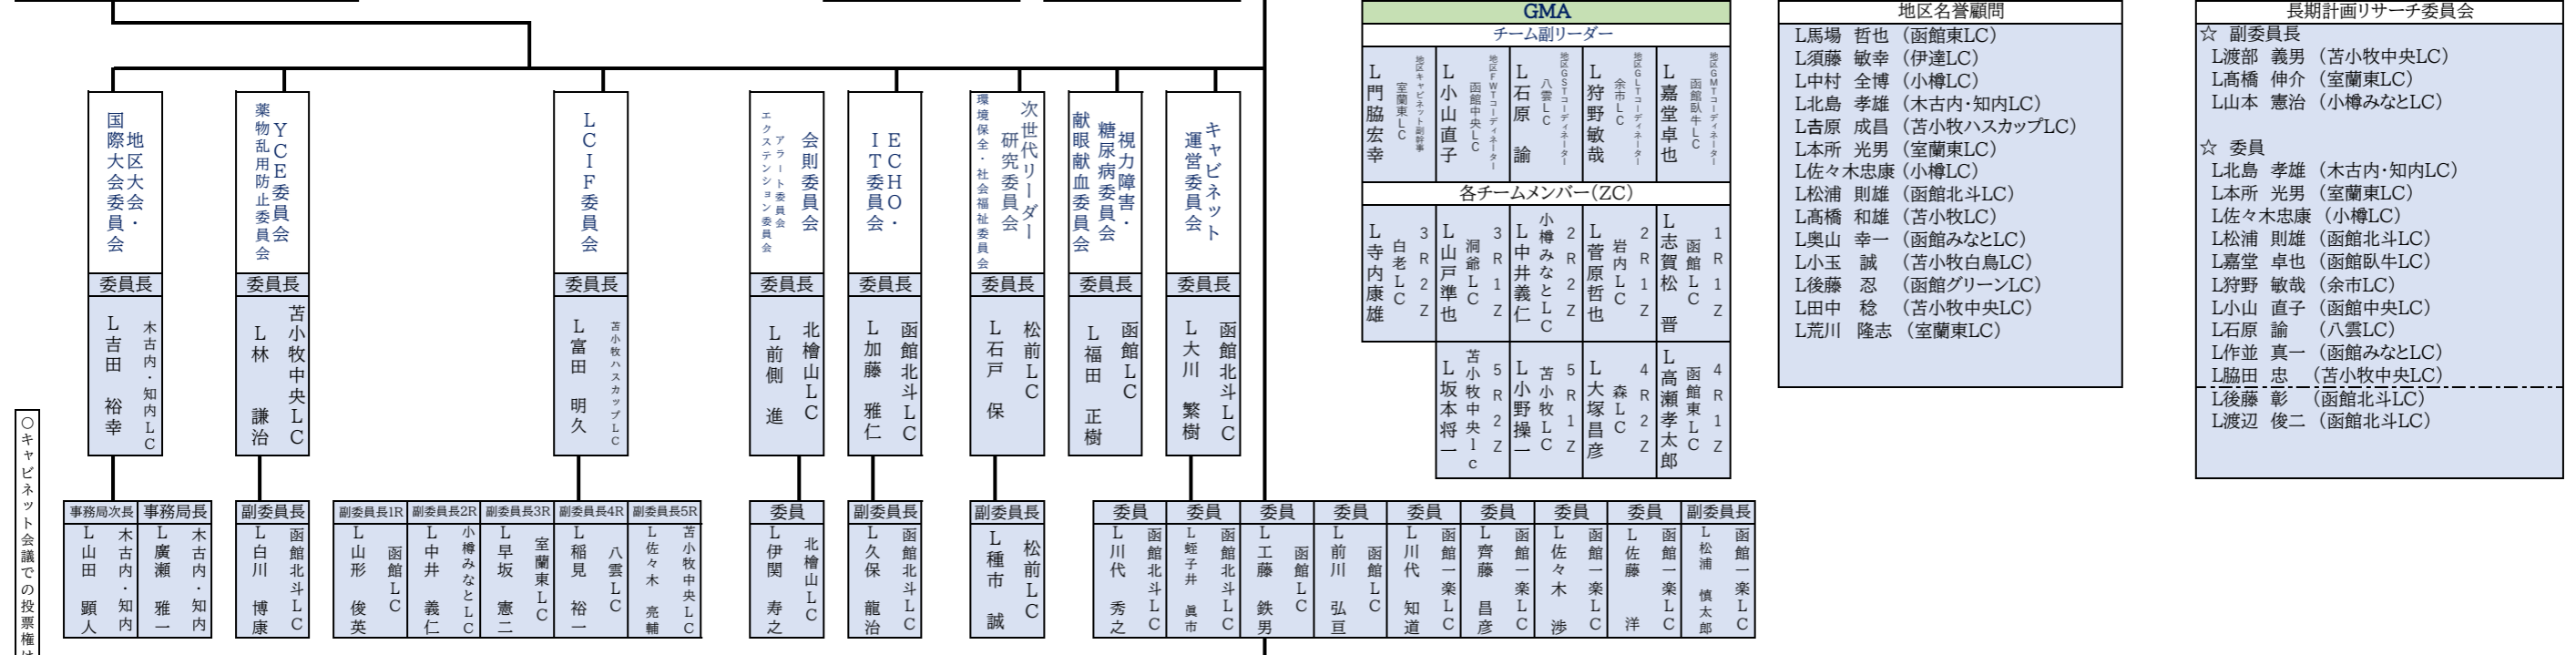 GMA
チーム副リーダー
地区キャビネット副幹事
室蘭東LC
L門脇宏幸
地区FWTコーディネーター
函館中央LC
L小山直子
地区GSTコーディネーター
八雲LC
L石原 諭
地区GLTコーディネーター
余市LC
L狩野敏哉
地区GMTコーディネーター
函館臥牛LC
L嘉堂卓也
各チームメンバー(ZC)
3R2Z
白老LC
L寺内康雄
3R1Z
洞爺LC
L山戸準也
2R2Z
小樽みなとLC
L中井義仁
2R1Z
岩内LC
L菅原哲也
1R1Z
函館LC
L志賀松 晋
5R2Z
苫小牧中央lc
L坂本将一
5R1Z
苫小牧LC
L小野操一
4R2Z
森LC
L大塚昌彦
4R1Z
函館東LC
L高瀬孝太郎
地区名誉顧問
L馬場 哲也 (函館東LC)
L須藤 敏幸 (伊達LC)
L中村 全博 (小樽LC)
L北島 孝雄 (木古内・知内LC)
L𠮷原 成昌 (苫小牧ハスカップLC)
L本所 光男 (室蘭東LC)
L佐々木忠康 (小樽LC)
L松浦 則雄 (函館北斗LC)
L髙橋 和雄 (苫小牧LC)
L奥山 幸一 (函館みなとLC)
L小玉 誠 (苫小牧白鳥LC)
L後藤 忍 (函館グリーンLC)
L田中 稔 (苫小牧中央LC)
L荒川 隆志 (室蘭東LC)
長期計画リサーチ委員会
☆ 副委員長
L渡部 義男 (苫小牧中央LC)
L髙橋 伸介 (室蘭東LC)
L山本 憲治 (小樽みなとLC)
☆ 委員
L北島 孝雄 (木古内・知内LC)
L本所 光男 (室蘭東LC)
L佐々木忠康 (小樽LC)
L松浦 則雄 (函館北斗LC)
L嘉堂 卓也 (函館臥牛LC)
L狩野 敏哉 (余市LC)
L小山 直子 (函館中央LC)
L石原 諭 (八雲LC)
L作並 真一 (函館みなとLC)
L脇田 忠 (苫小牧中央LC)
L後藤 彰 (函館北斗LC)
L渡辺 俊二 (函館北斗LC)
地区大会・
国際大会委員会
委員長
木古内・知内LC
L吉田 裕幸
YCE委員会
薬物乱用防止委員会
委員長
苫小牧中央LC
L林 謙治
LCIF委員会
委員長
苫小牧ハスカップLC
L富田 明久
会則委員会
アラート委員会
エクステンション委員会
委員長
北檜山LC
L前側 進
ECHO・
IT委員会
委員長
函館北斗LC
L加藤 雅仁
次世代リーダー
研究委員会
環境保全・社会福祉委員会
委員長
松前LC
L石戸 保
視力障害・
糖尿病委員会
献眼献血委員会
委員長
函館LC
L福田 正樹
キャビネット
運営委員会
委員長
函館北斗LC
L大川 繁樹
事務局次長
木古内・知内
L山田 顕人
事務局長
木古内・知内
L廣瀬 雅一
副委員長
函館北斗LC
L白川 博康
副委員長1R
函館LC
L山形 俊英
副委員長2R
小樽みなとLC
L中井 義仁
副委員長3R
室蘭東LC
L早坂 憲二
副委員長4R
八雲LC
L稲見 裕一
副委員長5R
苫小牧中央LC
L佐々木 亮輔
委員
北檜山LC
L伊関 寿之
副委員長
函館北斗LC
L久保 龍治
副委員長
松前LC
L種市 誠
委員
函館北斗LC
L川代 秀之
委員
函館北斗LC
L蛭子井 眞市
委員
函館LC
L工藤 鉄男
委員
函館LC
L前川 弘亘
委員
函館一楽LC
L川代 知道
委員
函館一楽LC
L齊藤 昌彦
委員
函館一楽LC
L佐々木 渉
委員
函館一楽LC
L佐藤 洋
副委員長
函館一楽LC
L松浦 慎太郎
○キャビネット会議での投票権は